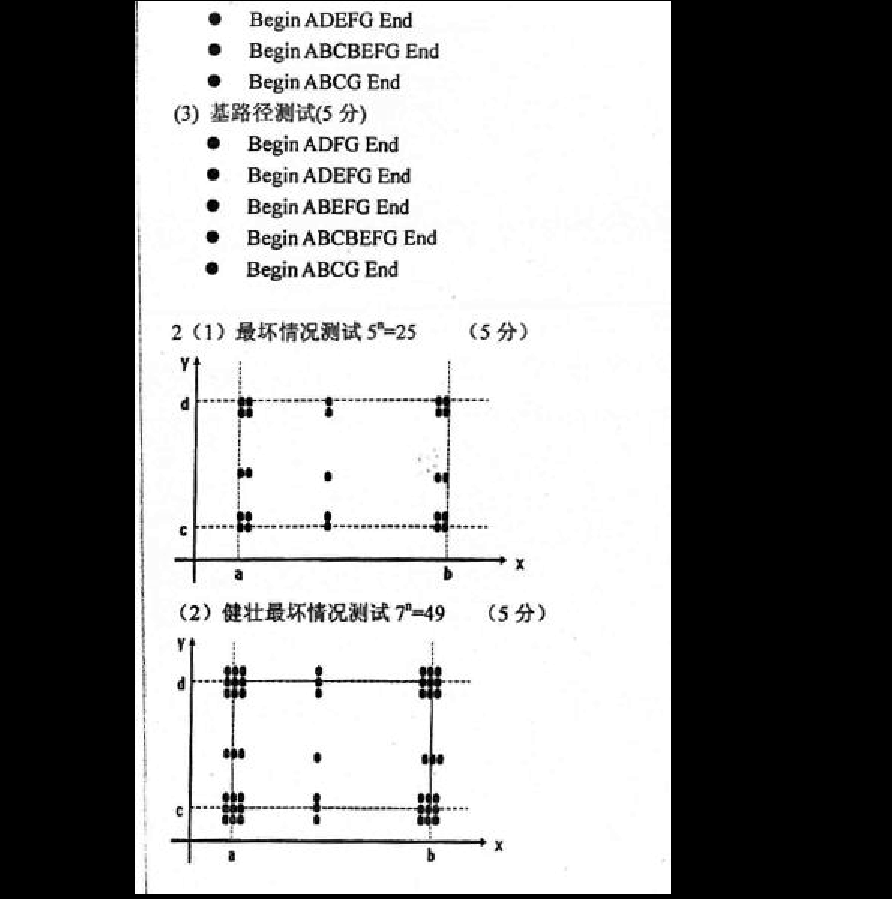 ● Begin ADEFG End
● Begin ABCBEFG End
● Begin ABCG End
(3) 基路径测试(5 分)
● Begin ADFG End
● Begin ADEFG End
● Begin ABEFG End
● Begin ABCBEFG End
● Begin ABCG End
2（1）最坏情况测试 5ⁿ=25 （5 分）
Y
d
c
a b x
（2）健壮最坏情况测试 7ⁿ=49 （5 分）
Y
d
c
a b x